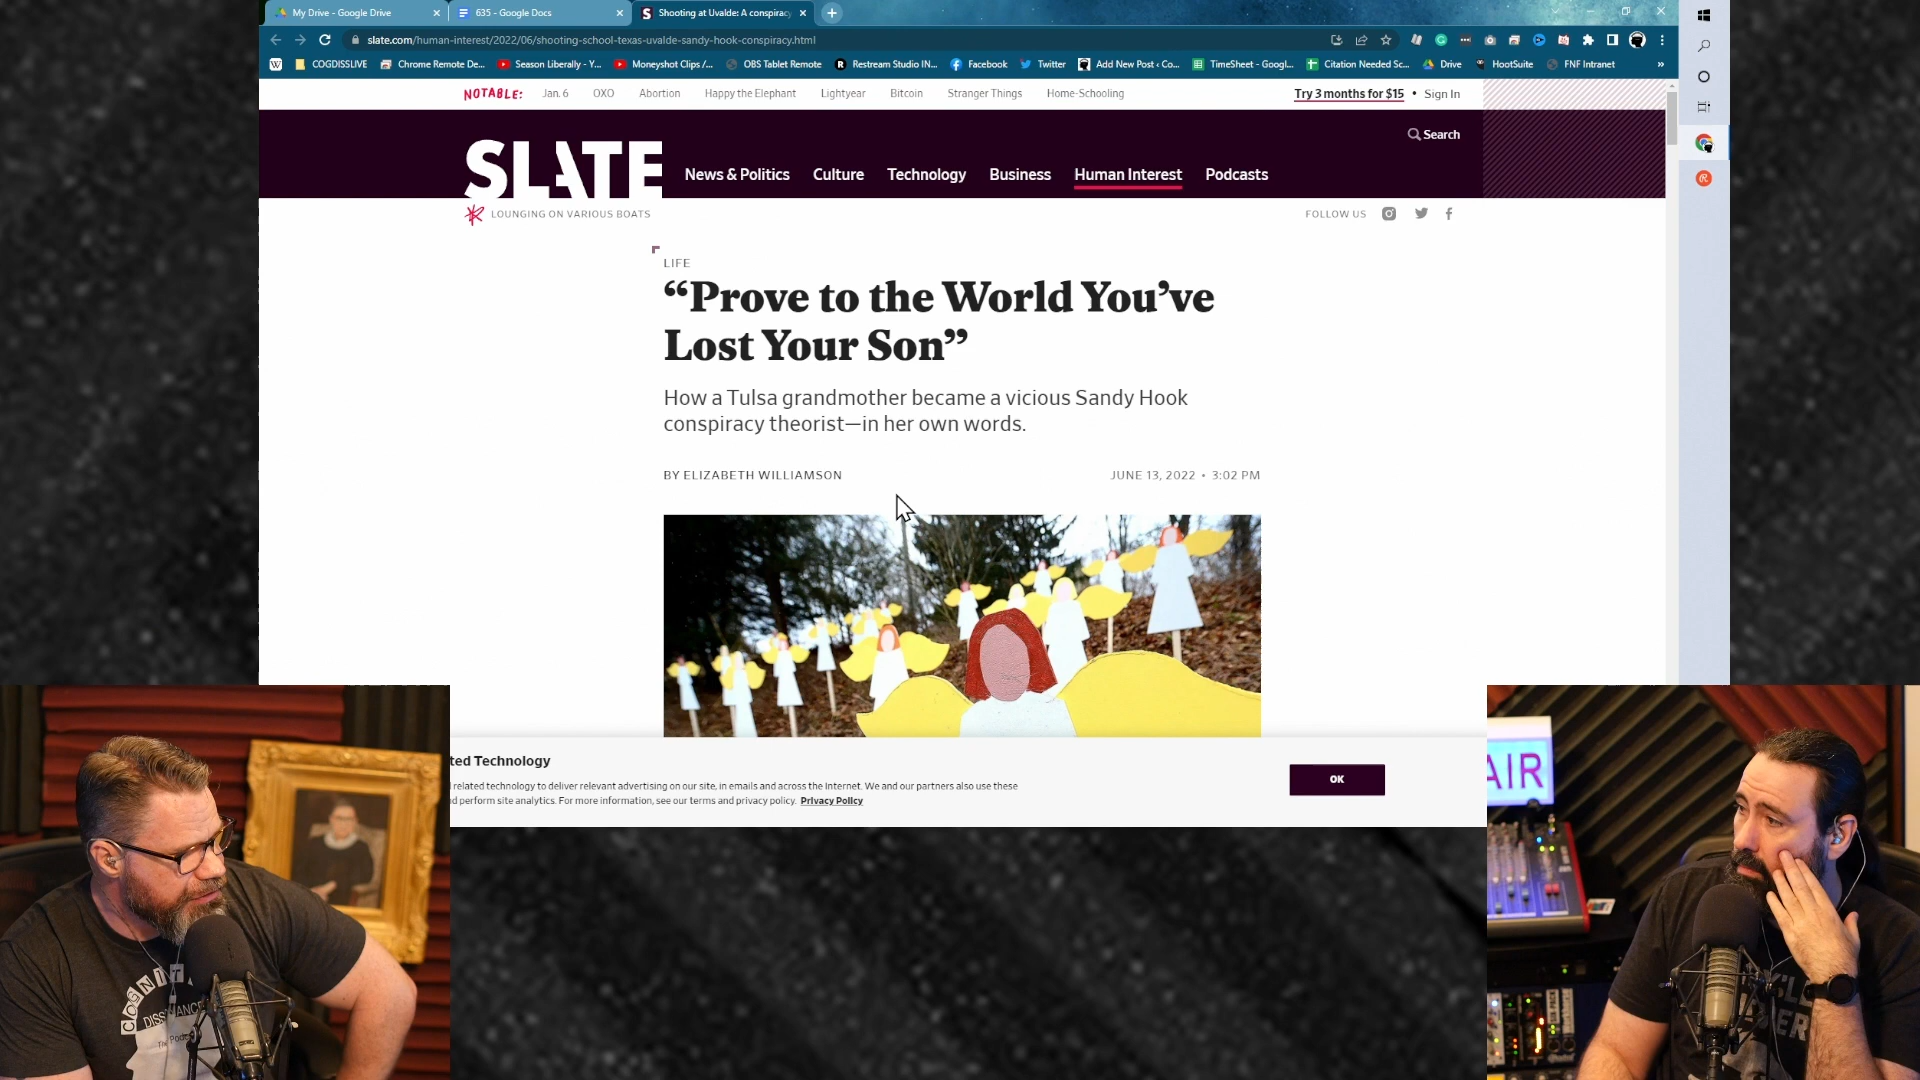 My Drive - Google Drive
635 - Google Docs
Shooting at Uvalde: A conspiracy
slate.com/human-interest/2022/06/shooting-school-texas-uvalde-sandy-hook-conspiracy.html
W
COGDISSLIVE
Chrome Remote De...
Season Liberally - Y...
Moneyshot Clips /...
OBS Tablet Remote
Restream Studio IN...
Facebook
Twitter
Add New Post ‹ Co...
TimeSheet - Googl...
Citation Needed Sc...
Drive
HootSuite
FNF Intranet
»
NOTABLE:
Jan. 6
OXO
Abortion
Happy the Elephant
Lightyear
Bitcoin
Stranger Things
Home-Schooling
Try 3 months for $15 • Sign In
Search
SLATE
News & Politics
Culture
Technology
Business
Human Interest
Podcasts
LOUNGING ON VARIOUS BOATS
FOLLOW US
LIFE
“Prove to the World You’ve
Lost Your Son”
How a Tulsa grandmother became a vicious Sandy Hook
conspiracy theorist—in her own words.
BY ELIZABETH WILLIAMSON
JUNE 13, 2022 • 3:02 PM
ted Technology
related technology to deliver relevant advertising on our site, in emails and across the Internet. We and our partners also use these
d perform site analytics. For more information, see our terms and privacy policy. Privacy Policy
OK
AIR
COGNIT
DISSONANCE
The Podc